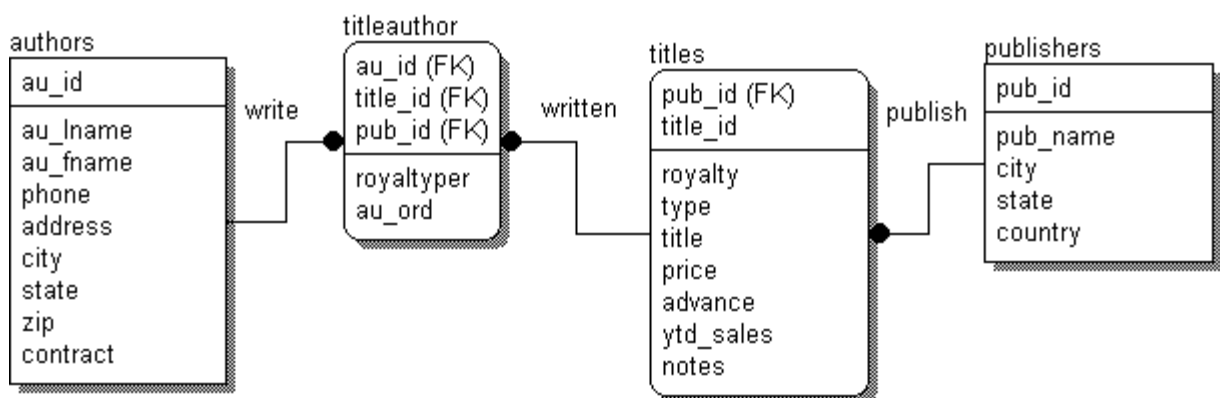 authors
au_id
au_lname
au_fname
phone
address
city
state
zip
contract
write
titleauthor
au_id (FK)
title_id (FK)
pub_id (FK)
royaltyper
au_ord
written
titles
pub_id (FK)
title_id
royalty
type
title
price
advance
ytd_sales
notes
publish
publishers
pub_id
pub_name
city
state
country